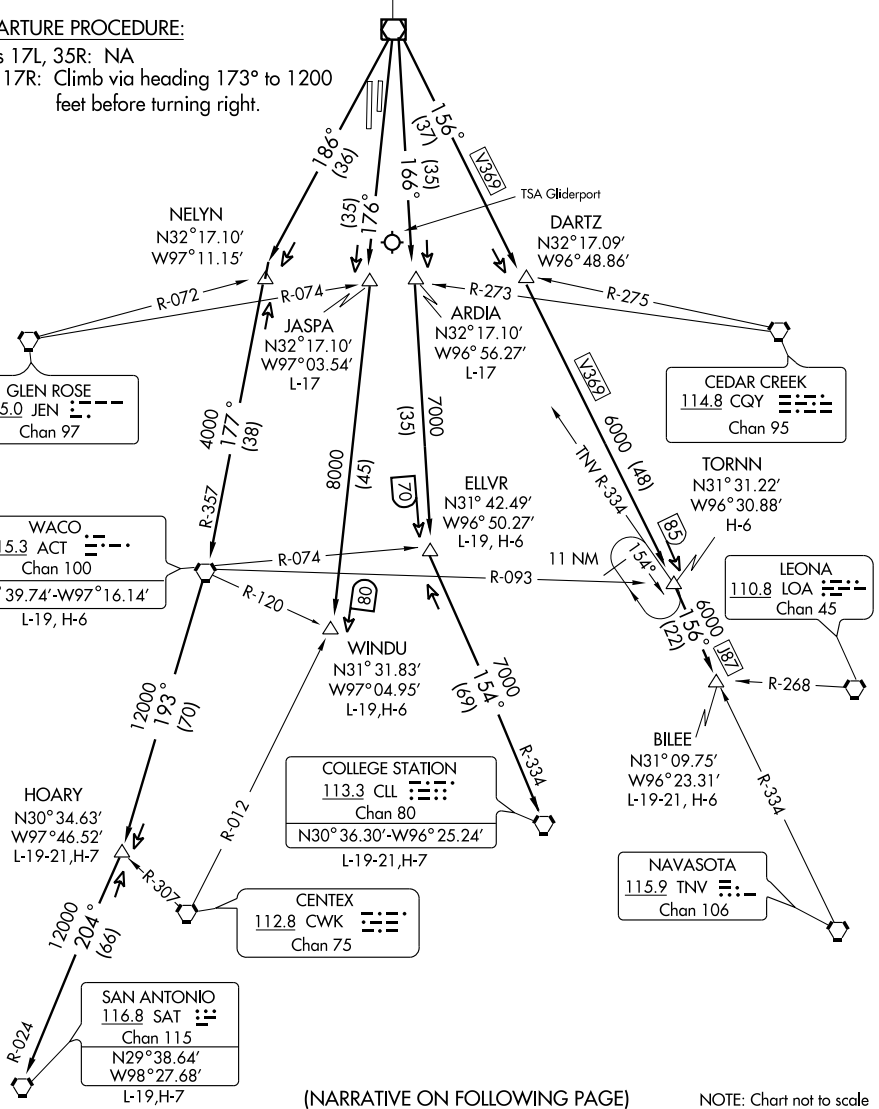 ARTURE PROCEDURE:
s 17L, 35R: NA
17R: Climb via heading 173° to 1200
feet before turning right.
186°
(36)
(35)
176°
(35)
166°
156°
(37)
V369
TSA Gliderport
NELYN
N32°17.10'
W97°11.15'
DARTZ
N32°17.09'
W96°48.86'
R-072
R-074
R-273
R-275
JASPA
N32°17.10'
W97°03.54'
L-17
ARDIA
N32°17.10'
W96°56.27'
L-17
GLEN ROSE
5.0 JEN
Chan 97
CEDAR CREEK
114.8 CQY
Chan 95
4000
177°
(38)
R-357
8000
(45)
7000
(35)
V369
6000
(48)
TNV R-334
70
ELLVR
N31°42.49'
W96°50.27'
L-19, H-6
TORNN
N31°31.22'
W96°30.88'
H-6
85
WACO
15.3 ACT
Chan 100
39.74'-W97°16.14'
L-19, H-6
R-074
R-093
R-120
11 NM
154°
LEONA
110.8 LOA
Chan 45
80
WINDU
N31°31.83'
W97°04.95'
L-19,H-6
6000
156°
(22)
J87
R-268
12000
193°
(70)
7000
154°
(69)
R-334
BILEE
N31°09.75'
W96°23.31'
L-19-21, H-6
R-334
COLLEGE STATION
113.3 CLL
Chan 80
N30°36.30'-W96°25.24'
L-19-21,H-7
HOARY
N30°34.63'
W97°46.52'
L-19-21,H-7
R-012
R-307
CENTEX
112.8 CWK
Chan 75
NAVASOTA
115.9 TNV
Chan 106
12000
204°
(66)
R-024
SAN ANTONIO
116.8 SAT
Chan 115
N29°38.64'
W98°27.68'
L-19,H-7
(NARRATIVE ON FOLLOWING PAGE)
NOTE: Chart not to scale